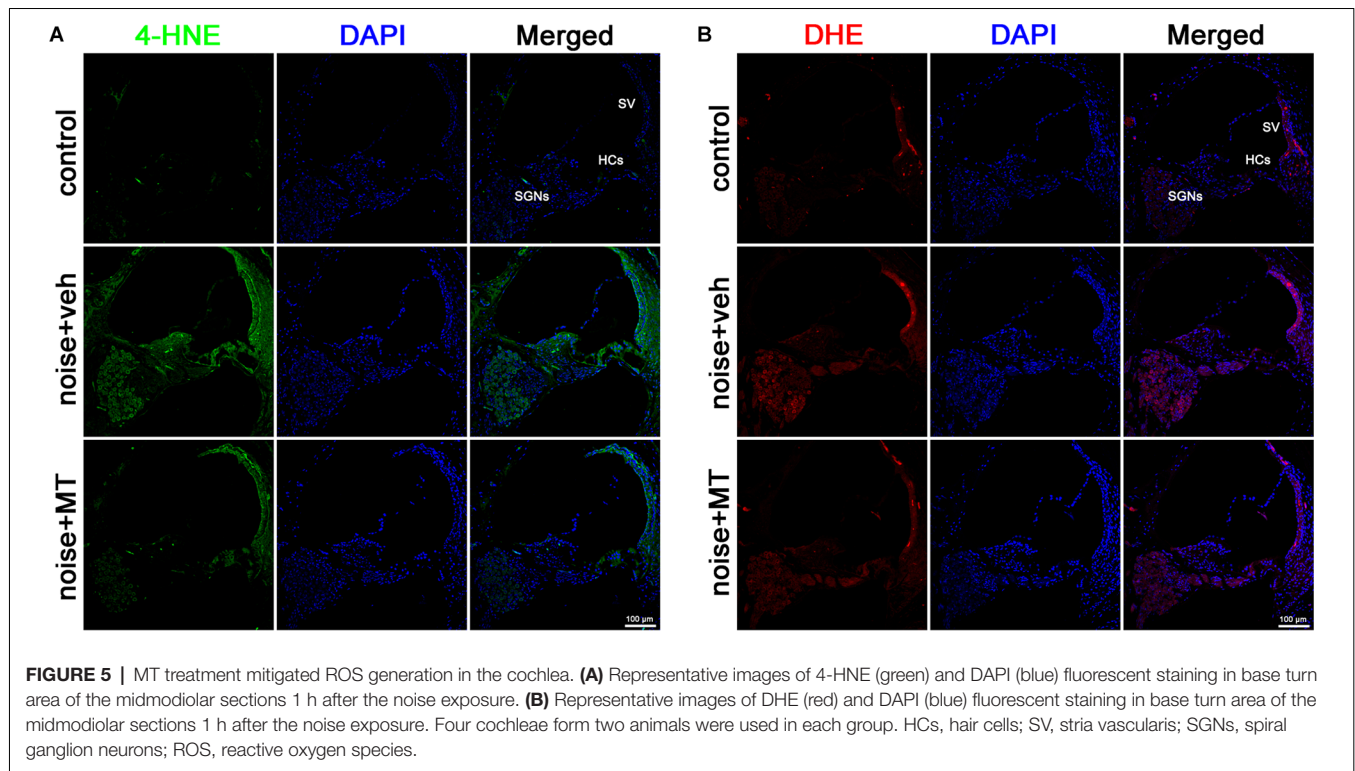 A 4-HNE DAPI Merged B DHE DAPI Merged
control SV HCs SGNs control SV HCs SGNs
noise+veh noise+veh
noise+MT 100 µm noise+MT 100 µm
FIGURE 5 | MT treatment mitigated ROS generation in the cochlea. (A) Representative images of 4-HNE (green) and DAPI (blue) fluorescent staining in base turn
area of the midmodiolar sections 1 h after the noise exposure. (B) Representative images of DHE (red) and DAPI (blue) fluorescent staining in base turn area of the
midmodiolar sections 1 h after the noise exposure. Four cochleae form two animals were used in each group. HCs, hair cells; SV, stria vascularis; SGNs, spiral
ganglion neurons; ROS, reactive oxygen species.